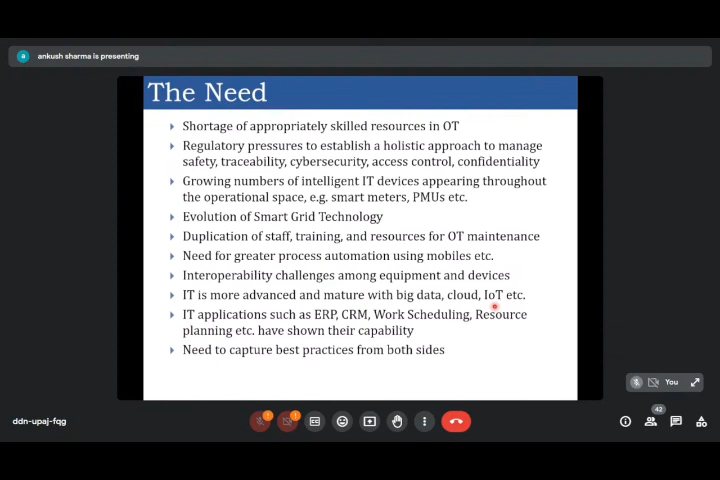 a ankush sharma is presenting
The Need
Shortage of appropriately skilled resources in OT
Regulatory pressures to establish a holistic approach to manage
safety, traceability, cybersecurity, access control, confidentiality
Growing numbers of intelligent IT devices appearing throughout
the operational space, e.g. smart meters, PMUs etc.
Evolution of Smart Grid Technology
Duplication of staff, training, and resources for OT maintenance
Need for greater process automation using mobiles etc.
Interoperability challenges among equipment and devices
IT is more advanced and mature with big data, cloud, IoT etc.
IT applications such as ERP, CRM, Work Scheduling, Resource
planning etc. have shown their capability
Need to capture best practices from both sides
You
ddn-upaj-fqg
! ! CC 42